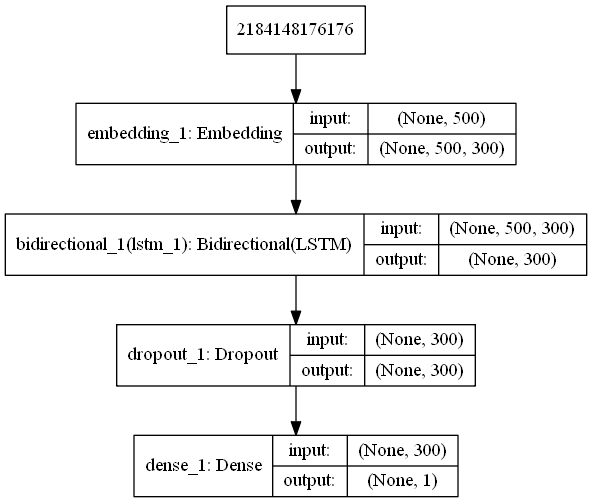 2184148176176
embedding_1: Embedding
input: (None, 500)
output: (None, 500, 300)
bidirectional_1(lstm_1): Bidirectional(LSTM)
input: (None, 500, 300)
output: (None, 300)
dropout_1: Dropout
input: (None, 300)
output: (None, 300)
dense_1: Dense
input: (None, 300)
output: (None, 1)